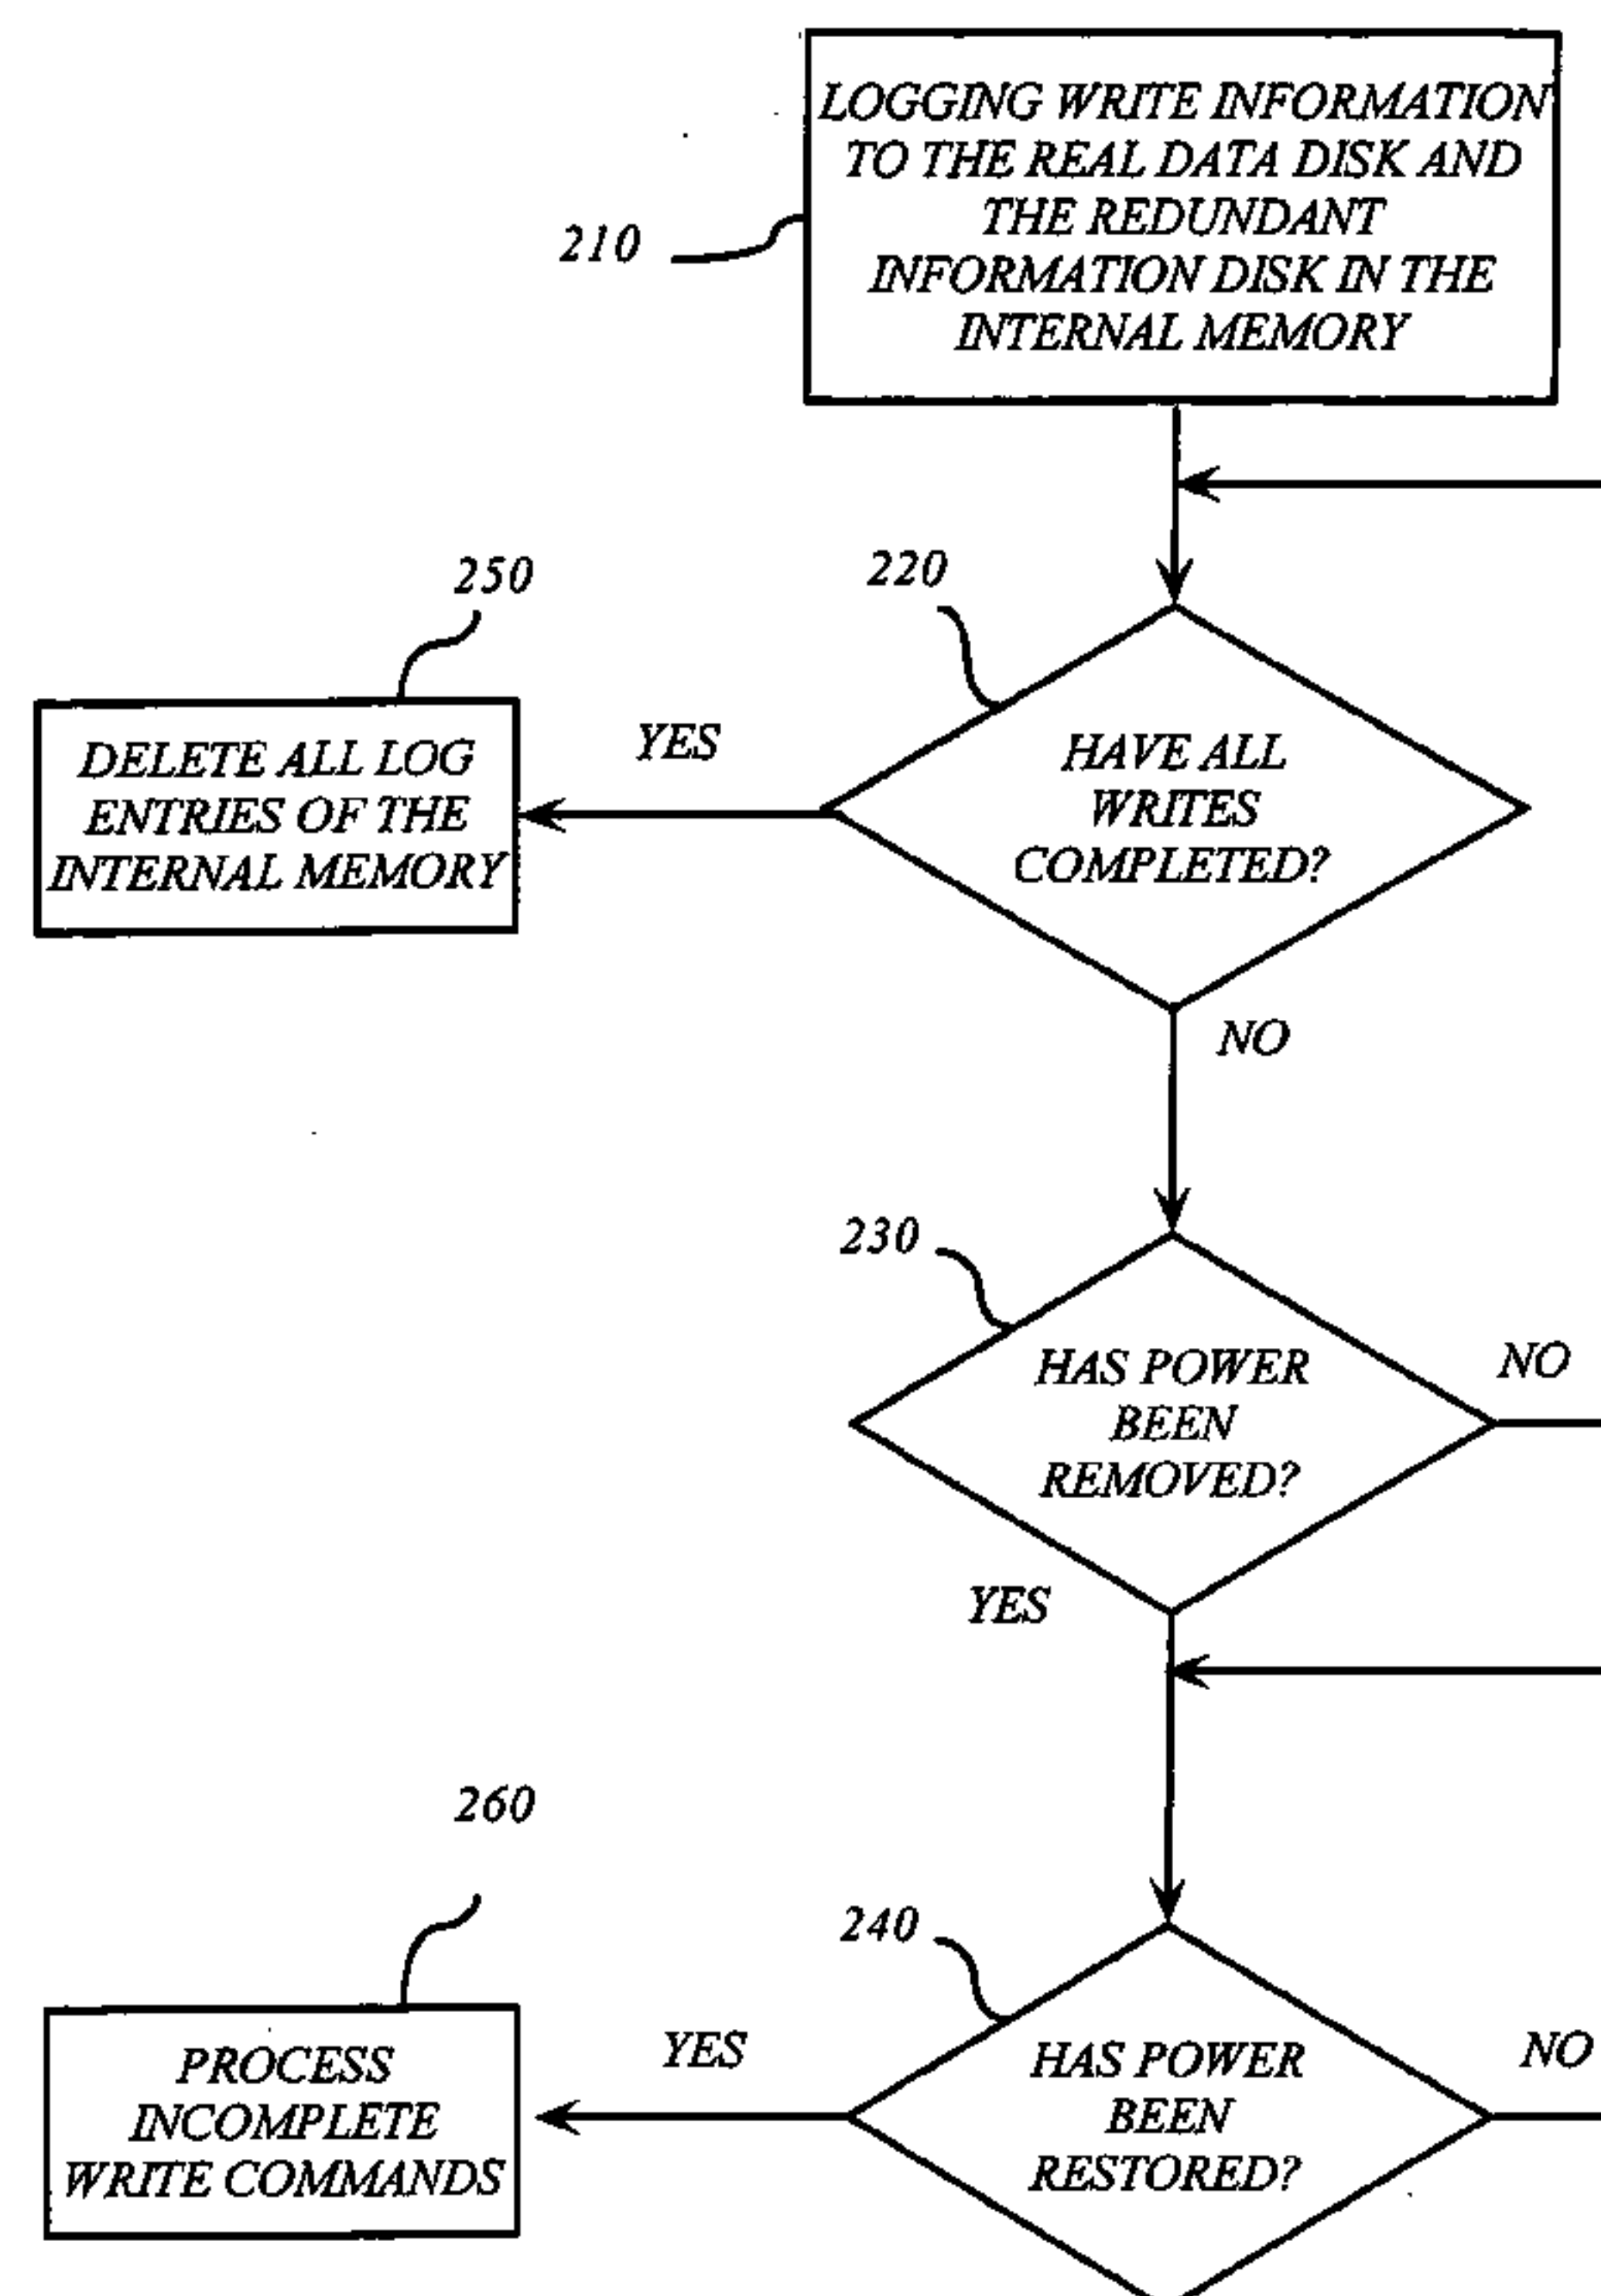 LOGGING WRITE INFORMATION
TO THE REAL DATA DISK AND
THE REDUNDANT
INFORMATION DISK IN THE
INTERNAL MEMORY
210
220
250
YES
DELETE ALL LOG
ENTRIES OF THE
INTERNAL MEMORY
HAVE ALL
WRITES
COMPLETED?
NO
230
HAS POWER
BEEN
REMOVED?
NO
YES
260
240
PROCESS
INCOMPLETE
WRITE COMMANDS
YES
HAS POWER
BEEN
RESTORED?
NO